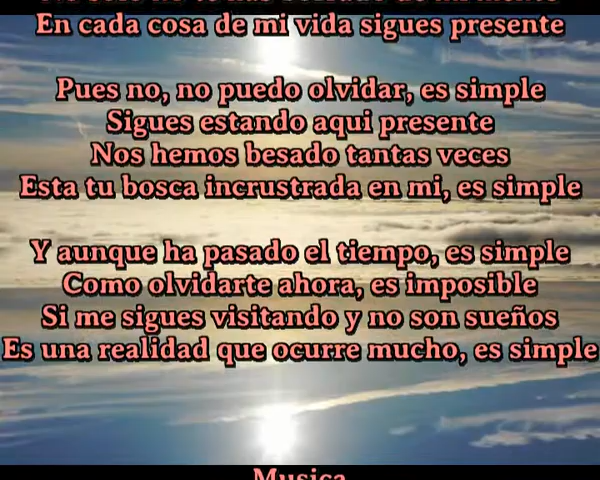 En cada cosa de mi vida sigues presente
Pues no, no puedo olvidar, es simple
Sigues estando aqui presente
Nos hemos besado tantas veces
Esta tu bosca incrustrada en mi, es simple
Y aunque ha pasado el tiempo, es simple
Como olvidarte ahora, es imposible
Si me sigues visitando y no son sueños
Es una realidad que ocurre mucho, es simple
Musica